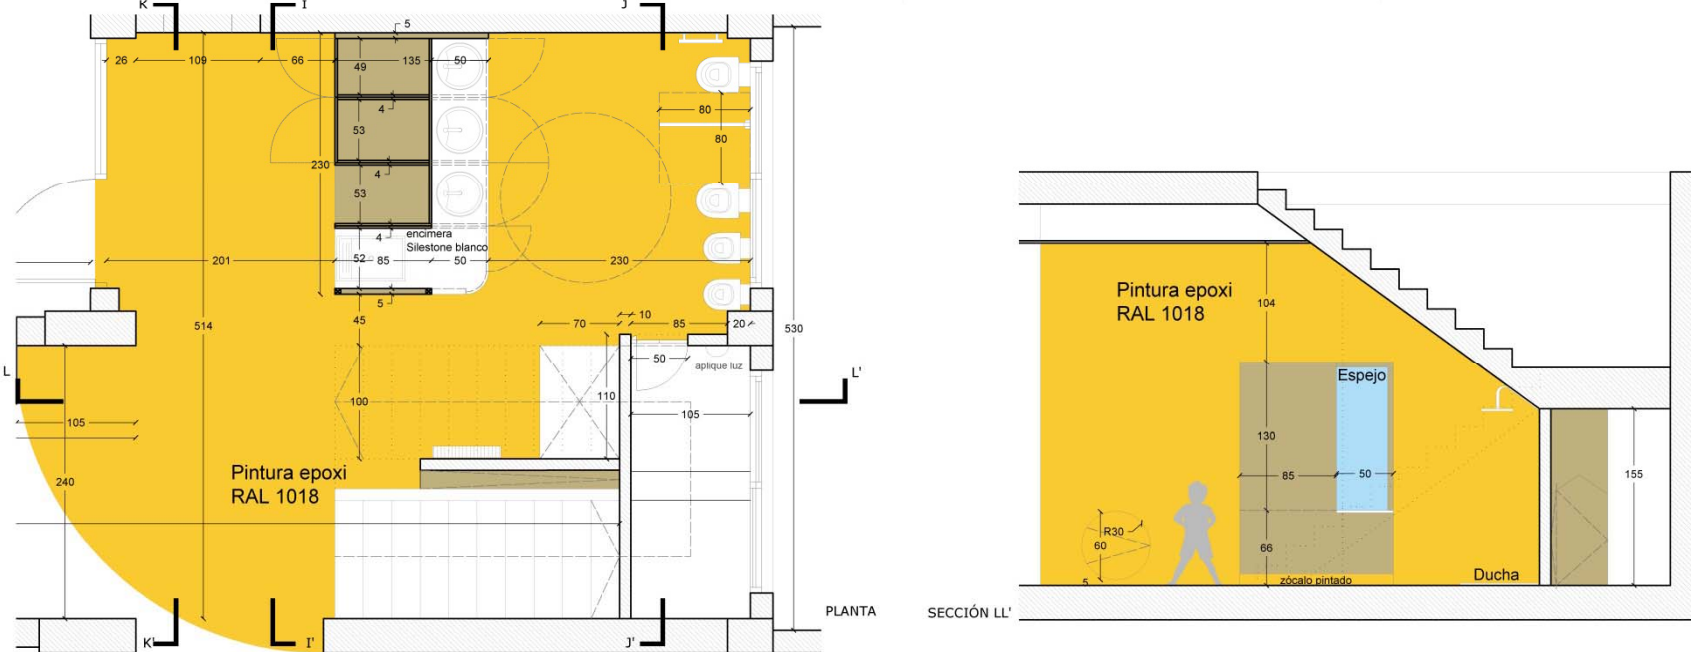 K
I
J
5
26
109
66
135
50
49
4
53
80
80
230
4
53
4
encimera
Silestone blanco
201
52
85
50
230
5
45
514
70
10
85
20
530
50
aplique luz
L
L'
100
110
105
105
240
Pintura epoxi
RAL 1018
K'
I'
J'
PLANTA
SECCIÓN LL'
Pintura epoxi
RAL 1018
104
Espejo
130
85
50
155
R30
60
66
5
zócalo pintado
Ducha